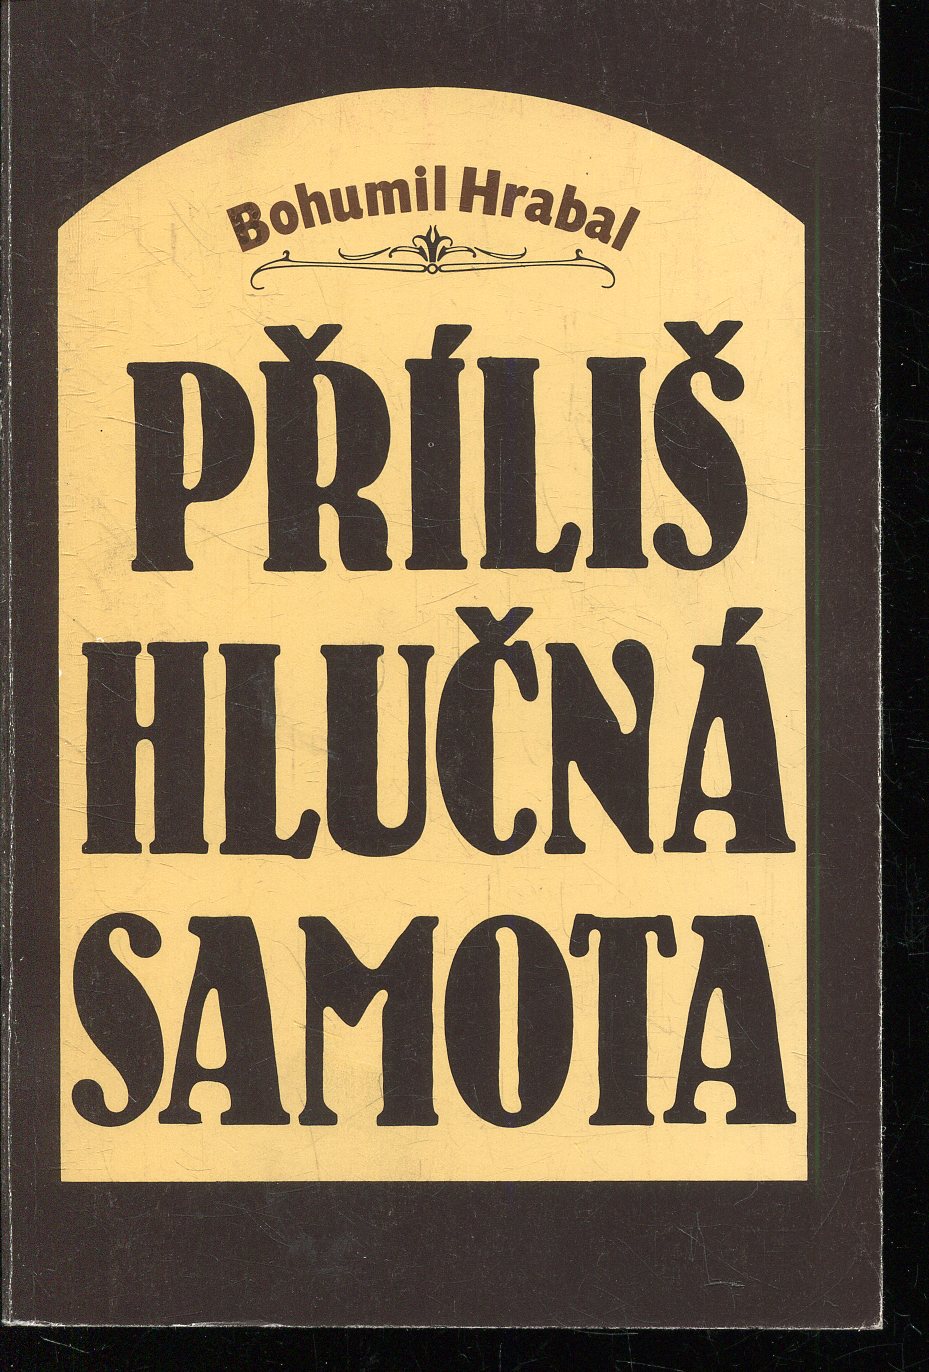 Bohumil Hrabal
PŘÍLIŠ
HLUČNÁ
SAMOTA